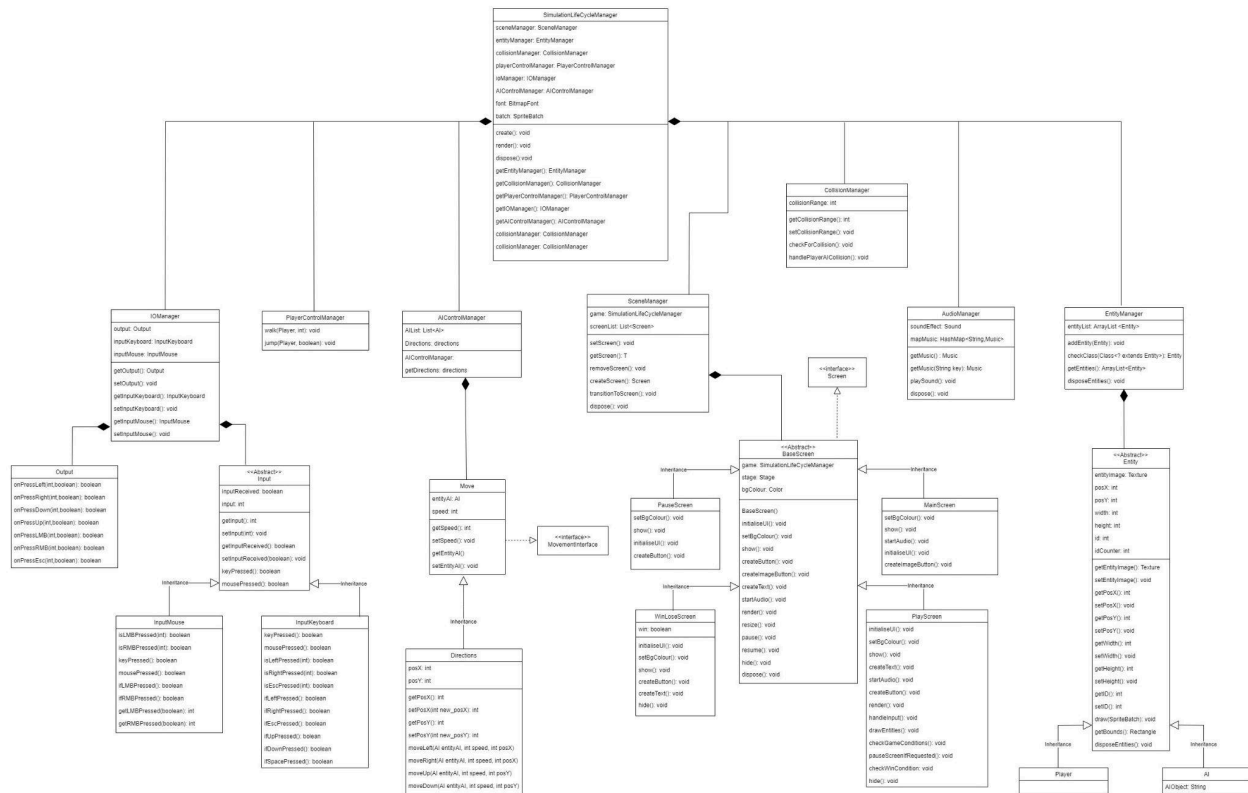 SimulationLifeCycleManager
sceneManager: SceneManager
entityManager: EntityManager
collisionManager: CollisionManager
playerControlManager: PlayerControlManager
ioManager: IOManager
AIControlManager: AIControlManager
font: BitmapFont
batch: SpriteBatch
create(): void
render(): void
dispose():void
getEntityManager(): EntityManager
getCollisionManager(): CollisionManager
getPlayerControlManager(): PlayerControlManager
getIOManager(): IOManager
getAIControlManager(): AIControlManager
collisionManager: CollisionManager
collisionManager: CollisionManager
CollisionManager
collisionRange: int
getCollisionRange(): int
setCollisionRange(): void
checkForCollision(): void
handlePlayerAICollision(): void
IOManager
output: Output
inputKeyboard: InputKeyboard
inputMouse: InputMouse
getOutput(): Output
setOutput(): void
getInputKeyboard(): InputKeyboard
setInputKeyboard(): void
getInputMouse(): InputMouse
setInputMouse(): void
PlayerControlManager
walk(Player, int): void
jump(Player, boolean): void
AIControlManager
AIList: List<AI>
Directions: directions
AIControlManager:
getDirections: directions
SceneManager
game: SimulationLifeCycleManager
screenList: List<Screen>
setScreen(): void
getScreen(): T
removeScreen(): void
createScreen(): Screen
transitionToScreen(): void
dispose(): void
AudioManager
soundEffect: Sound
mapMusic: HashMap<String,Music>
getMusic() : Music
getMusic(String key): Music
playSound(): void
dispose(): void
EntityManager
entityList: ArrayList <Entity>
addEntity(Entity): void
checkClass(Class<? extends Entity>): Entity
getEntities(): ArrayList<Entity>
disposeEntities(): void
<<Interface>>
Screen
Output
onPressLeft(int,boolean): boolean
onPressRight(int,boolean): boolean
onPressDown(int,boolean): boolean
onPressUp(int,boolean): boolean
onPressLMB(int,boolean): boolean
onPressRMB(int,boolean): boolean
onPressEsc(int,boolean): boolean
<<Abstract>>
Input
inputReceived: boolean
input: int
getInput(): int
setInput(int): void
getInputReceived(): boolean
setInputReceived(boolean): void
keyPressed(): boolean
mousePressed(): boolean
Inheritance
Inheritance
InputMouse
isLMBPressed(int): boolean
isRMBPressed(int): boolean
keyPressed(): boolean
mousePressed(): boolean
ifLMBPressed(): boolean
ifRMBPressed(): boolean
getLMBPressed(boolean): int
getRMBPressed(boolean): int
InputKeyboard
keyPressed(): boolean
mousePressed(): boolean
isLeftPressed(int): boolean
isRightPressed(int): boolean
isEscPressed(int): boolean
ifLeftPressed(): boolean
ifRightPressed(): boolean
ifEscPressed(): boolean
ifUpPressed(): boolean
ifDownPressed(): boolean
ifSpacePressed(): boolean
Move
entityAI: AI
speed: int
getSpeed(): int
setSpeed(): void
getEntityAI()
setEntityAI(): void
<<Interface>>
MovementInterface
Inheritance
Directions
posX: int
posY: int
getPosX(): int
setPosX(int new_posX): int
getPosY(): int
setPosY(int new_posY): int
moveLeft(AI entityAI, int speed, int posX)
moveRight(AI entityAI, int speed, int posX)
moveUp(AI entityAI, int speed, int posY)
moveDown(AI entityAI, int speed, int posY)
<<Abstract>>
BaseScreen
game: SimulationLifeCycleManager
stage: Stage
bgColour: Color
BaseScreen()
initialiseUI(): void
setBgColour(): void
show(): void
createButton(): void
createImageButton(): void
createText(): void
startAudio(): void
render(): void
resize(): void
pause(): void
resume(): void
hide(): void
dispose(): void
Inheritance
PauseScreen
setBgColour(): void
show(): void
initialiseUI(): void
createButton(): void
Inheritance
MainScreen
setBgColour(): void
show(): void
startAudio(): void
initialiseUI(): void
createImageButton(): void
Inheritance
WinLoseScreen
win: boolean
initialiseUI(): void
setBgColour(): void
show(): void
createButton(): void
createText(): void
hide(): void
Inheritance
PlayScreen
initialiseUI(): void
setBgColour(): void
show(): void
createText(): void
startAudio(): void
createButton(): void
render(): void
handleInput(): void
drawEntities(): void
checkGameConditions(): void
pauseScreenIfRequested(): void
checkWinCondition: void
hide(): void
<<Abstract>>
Entity
entityImage: Texture
posX: int
posY: int
width: int
height: int
id: int
idCounter: int
getEntityImage(): Texture
setEntityImage(): void
getPosX(): int
setPosX(): void
getPosY(): int
setPosY(): void
getWidth(): int
setWidth(): void
getHeight(): int
setHeight(): void
getID(): int
setID(): int
draw(SpriteBatch): void
getBounds(): Rectangle
disposeEntities(): void
Inheritance
Inheritance
Player
AI
AIObject: String